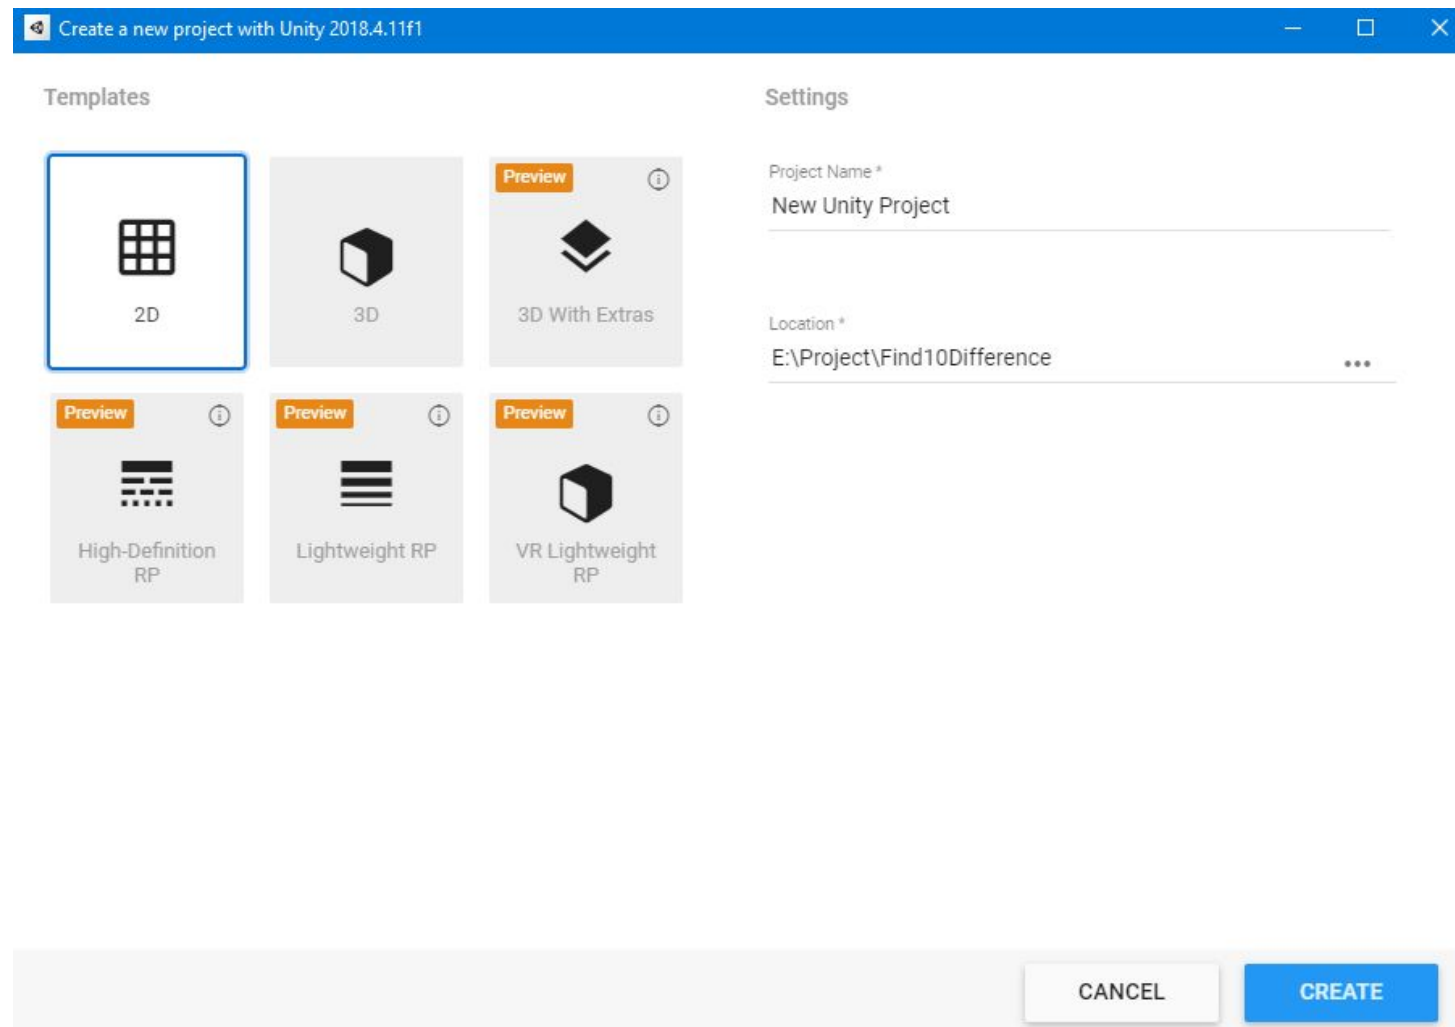 Create a new project with Unity 2018.4.11f1
Templates
Settings
2D
3D
Preview
3D With Extras
Preview
High-Definition
RP
Preview
Lightweight RP
Preview
VR Lightweight
RP
Project Name *
New Unity Project
Location *
E:\Project\Find10Difference
CANCEL
CREATE